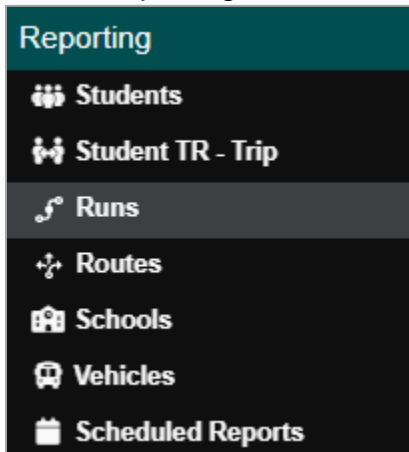 Reporting
Students
Student TR - Trip
Runs
Routes
Schools
Vehicles
Scheduled Reports